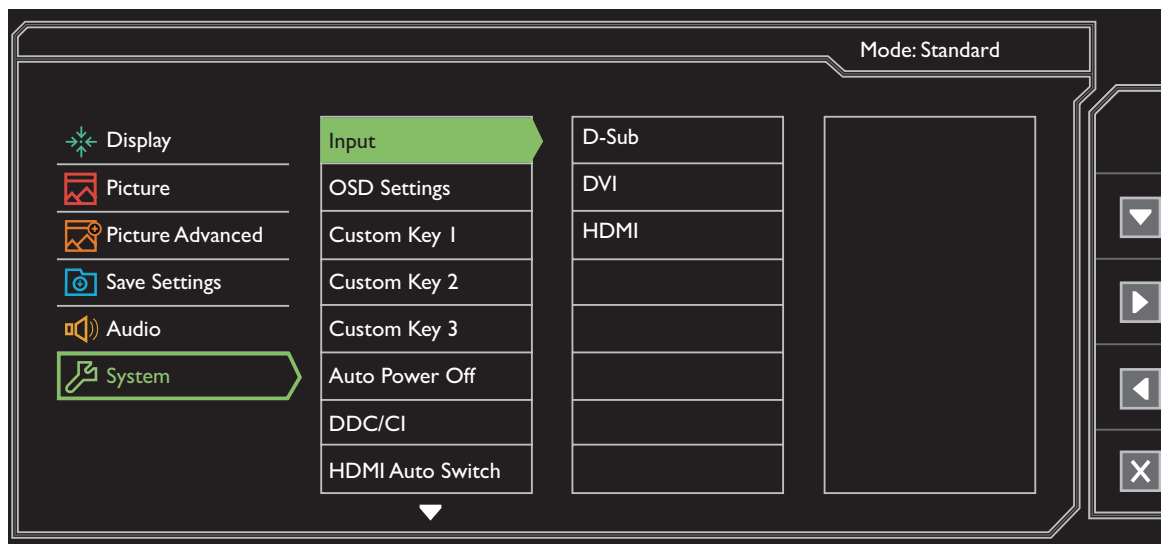 Mode: Standard
Display
Picture
Picture Advanced
Save Settings
Audio
System
Input
OSD Settings
Custom Key 1
Custom Key 2
Custom Key 3
Auto Power Off
DDC/CI
HDMI Auto Switch
D-Sub
DVI
HDMI